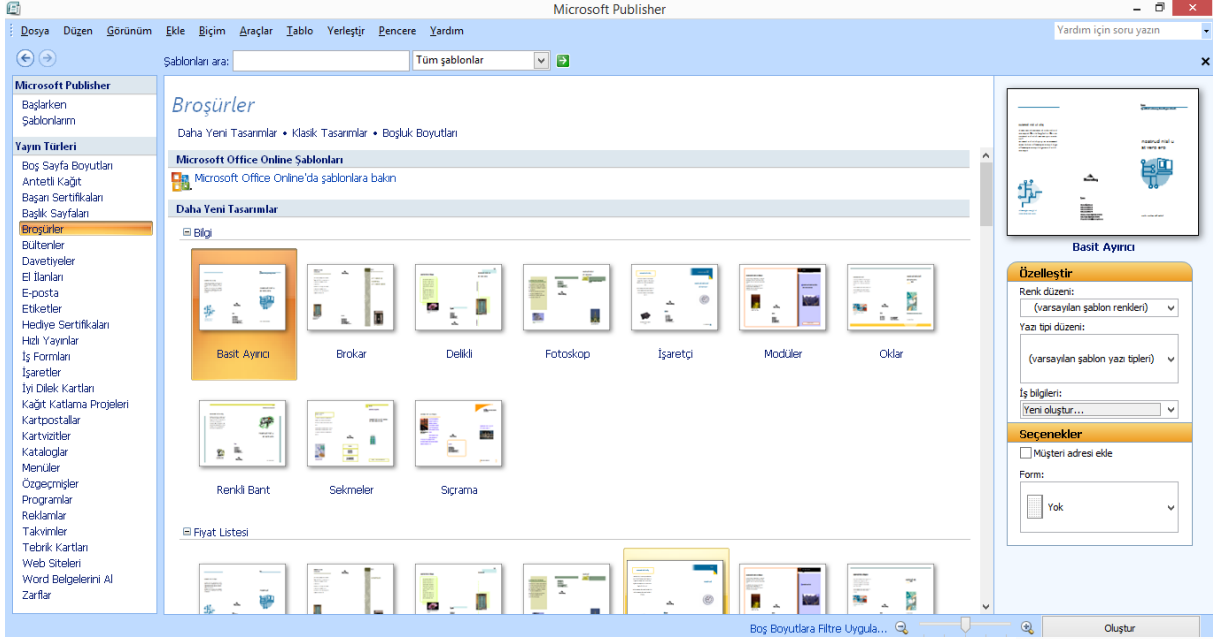 Microsoft Publisher
Dosya Düzen Görünüm Ekle Biçim Araçlar Tablo Yerleştir Pencere Yardım
Yardım için soru yazın
Şablonları ara:
Tüm şablonlar
Microsoft Publisher
Başlarken
Şablonlarım
Yayın Türleri
Boş Sayfa Boyutları
Antetli Kağıt
Başarı Sertifikaları
Başlık Sayfaları
Broşürler
Bültenler
Davetiyeler
El İlanları
E-posta
Etiketler
Hediye Sertifikaları
Hızlı Yayınlar
İş Formları
İşaretler
İyi Dilek Kartları
Kağıt Katlama Projeleri
Kartpostallar
Kartvizitler
Kataloglar
Menüler
Özgeçmişler
Programlar
Reklamlar
Takvimler
Tebrik Kartları
Web Siteleri
Word Belgelerini Al
Zarflar
Broşürler
Daha Yeni Tasarımlar • Klasik Tasarımlar • Boşluk Boyutları
Microsoft Office Online Şablonları
Microsoft Office Online'da şablonlara bakın
Daha Yeni Tasarımlar
Bilgi
Basit Ayırıcı Brokar Delikli Fotoskop İşaretçi Modüler Oklar
Renkli Bant Sekmeler Sıçrama
Fiyat Listesi
Basit Ayırıcı
Özelleştir
Renk düzeni:
(varsayılan şablon renkleri)
Yazı tipi düzeni:
(varsayılan şablon yazı tipleri)
İş bilgileri:
Yeni oluştur...
Seçenekler
Müşteri adresi ekle
Form:
Yok
Boş Boyutlara Filtre Uygula...
Oluştur